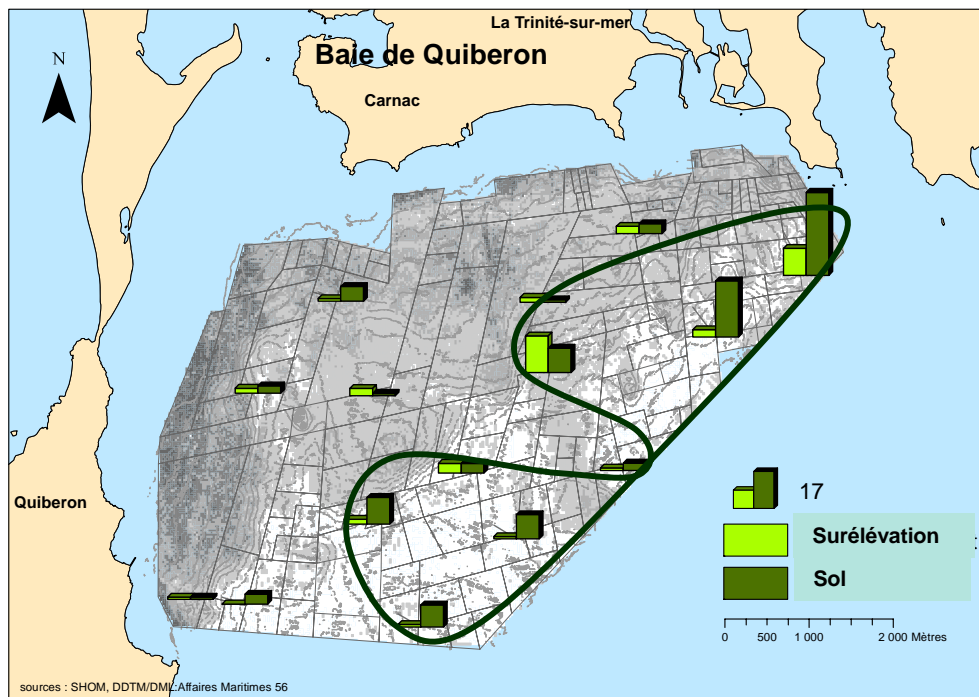 La Trinité-sur-mer
Baie de Quiberon
N
Carnac
Quiberon
17
Surélévation
Sol
0 500 1 000 2 000 Mètres
sources : SHOM, DDTM/DML:Affaires Maritimes 56